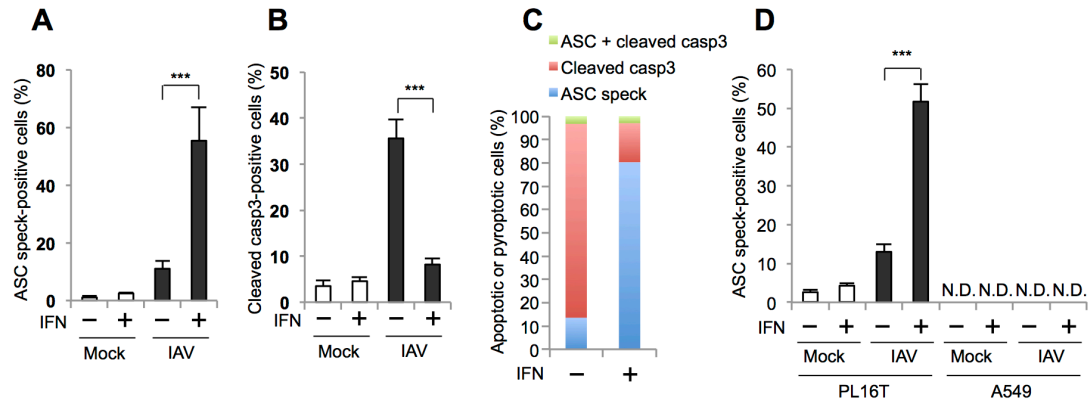 A
ASC speck-positive cells (%)
80
60
40
20
0
***
IFN − + − +
Mock IAV
B
Cleaved casp3-positive cells (%)
50
40
30
20
10
0
***
IFN − + − +
Mock IAV
C
ASC + cleaved casp3
Cleaved casp3
ASC speck
Apoptotic or pyroptotic cells (%)
100
90
80
70
60
50
40
30
20
10
0
IFN − +
D
ASC speck-positive cells (%)
60
50
40
30
20
10
0
***
N.D. N.D. N.D. N.D.
IFN − + − + − + − +
Mock IAV Mock IAV
PL16T A549